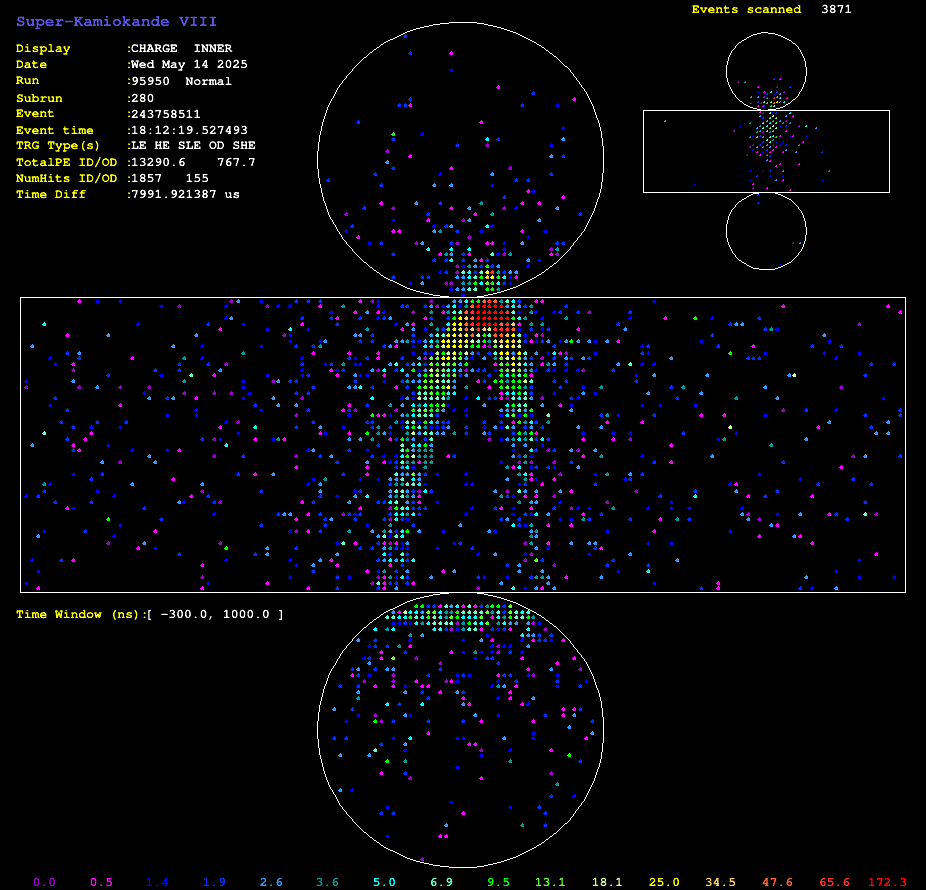 Super-Kamiokande VIII
Display :CHARGE INNER
Date :Wed May 14 2025
Run :95950 Normal
Subrun :280
Event :243758511
Event time :18:12:19.527493
TRG Type(s) :LE HE SLE OD SHE
TotalPE ID/OD :13290.6 767.7
NumHits ID/OD :1857 155
Time Diff :7991.921387 us
Events scanned 3871
Time Window (ns):[ -300.0, 1000.0 ]
0.0 0.5 1.4 1.9 2.6 3.6 5.0 6.9 9.5 13.1 18.1 25.0 34.5 47.6 65.6 172.3